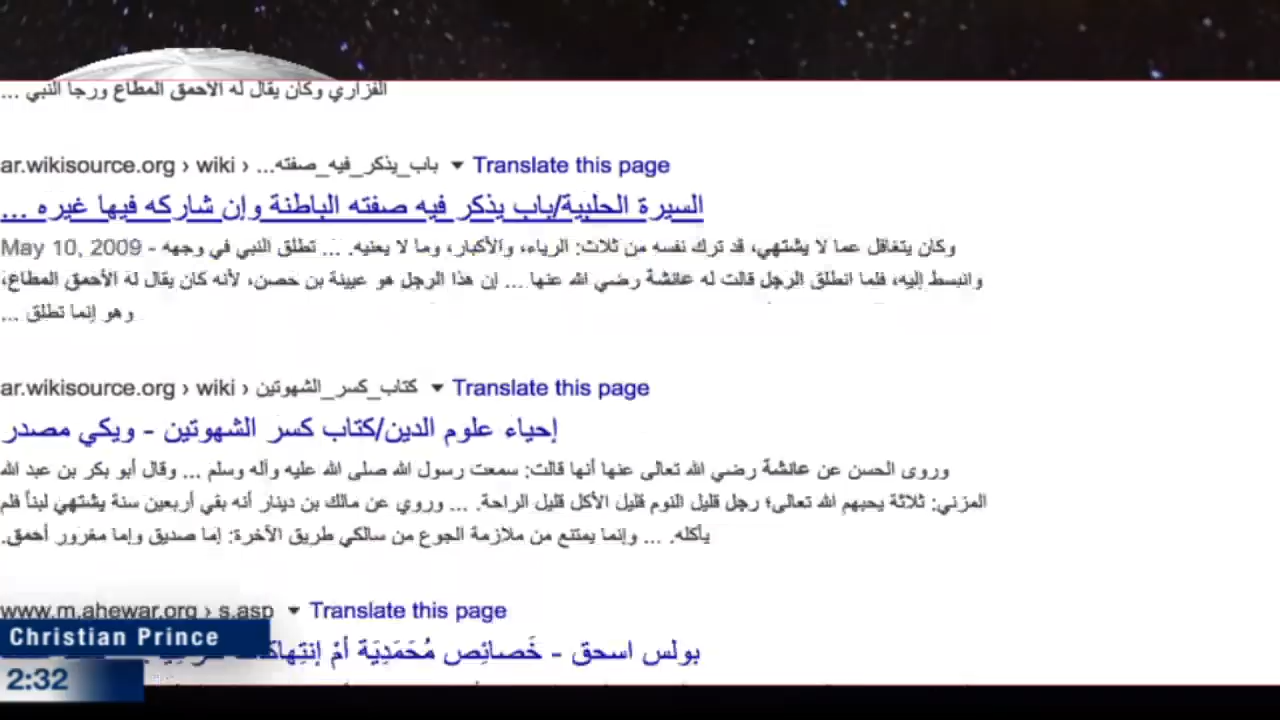 الفزاري وكان يقال له الأحمق المطاع ورجا النبي ...
ar.wikisource.org › wiki › باب_يذكر_فيه_صفته... ▾ Translate this page
السيرة الحلبية/باب يذكر فيه صفته الباطنة وإن شاركه فيها غيره ...
May 10, 2009 - وكان يتغافل عما لا يشتهي، قد ترك نفسه من ثلاث: الرياء، والأكبار، وما لا يعنيه. ... تطلق النبي في وجهه
وانبسط إليه، فلما انطلق الرجل قالت له عائشة رضي الله عنها ... إن هذا الرجل هو عيينة بن حصن، لأنه كان يقال له الأحمق المطاع،
وهو إنما تطلق ...
ar.wikisource.org › wiki › كتاب_كسر_الشهوتين ▾ Translate this page
إحياء علوم الدين/كتاب كسر الشهوتين - ويكي مصدر
وروى الحسن عن عائشة رضي الله تعالى عنها أنها قالت: سمعت رسول الله صلى الله عليه وآله وسلم ... وقال أبو بكر بن عبد الله
المزني: ثلاثة يحبهم الله تعالى؛ رجل قليل النوم قليل الأكل قليل الراحة. ... وروي عن مالك بن دينار أنه بقي أربعين سنة يشتهي لبناً فلم
يأكله. ... وإنما يمتنع من ملازمة الجوع من سالكي طريق الآخرة: إما صديق وإما مغرور أحمق.
www.m.ahewar.org › s.asp ▾ Translate this page
Christian Prince
بولس اسحق - خَصائِص مُحَمَدِيَة أمْ
2:32